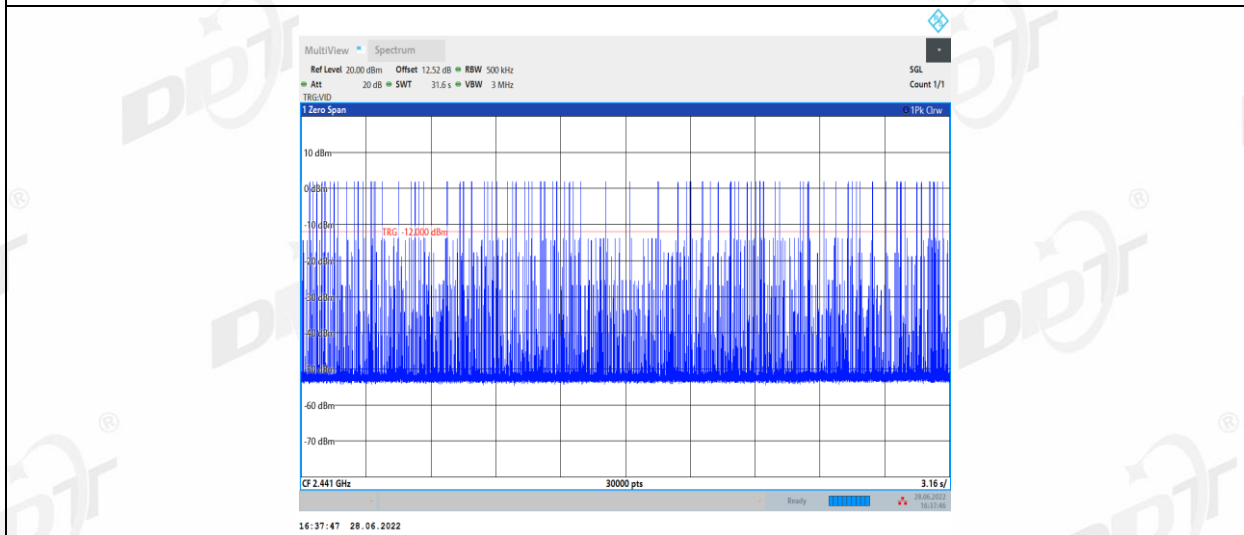 MultiView Spectrum
Ref Level 20.00 dBm Offset 12.52 dB RBW 500 kHz SGL
Att 20 dB SWT 31.6 s VBW 3 MHz Count 1/1
TRG:VID
1 Zero Span 1Pk Clrw
10 dBm
0 dBm
-10 dBm
TRG -12.000 dBm
-20 dBm
-30 dBm
-40 dBm
-50 dBm
-60 dBm
-70 dBm
CF 2.441 GHz 30000 pts 3.16 s/
Ready 28.06.2022
16:37:46
16:37:47 28.06.2022
DDT
®